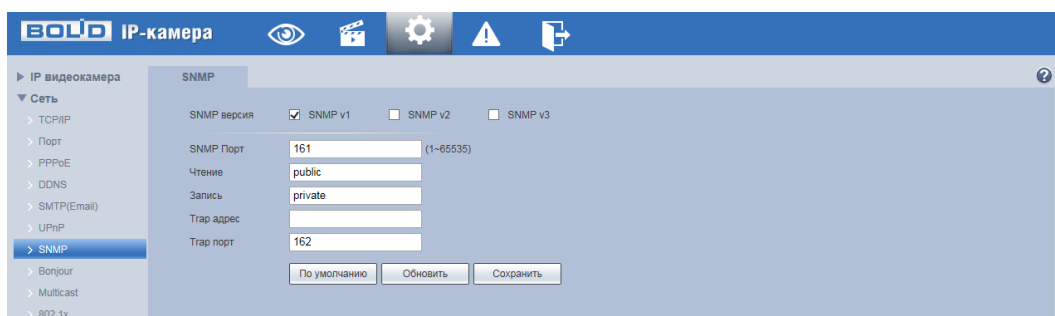 BOLID IP-камера
IP видеокамера
Сеть
TCP/IP
Порт
PPPoE
DDNS
SMTP(Email)
UPnP
SNMP
Bonjour
Multicast
802.1x
SNMP
SNMP версия SNMP v1 SNMP v2 SNMP v3
SNMP Порт 161 (1~65535)
Чтение public
Запись private
Trap адрес
Trap порт 162
По умолчанию Обновить Сохранить